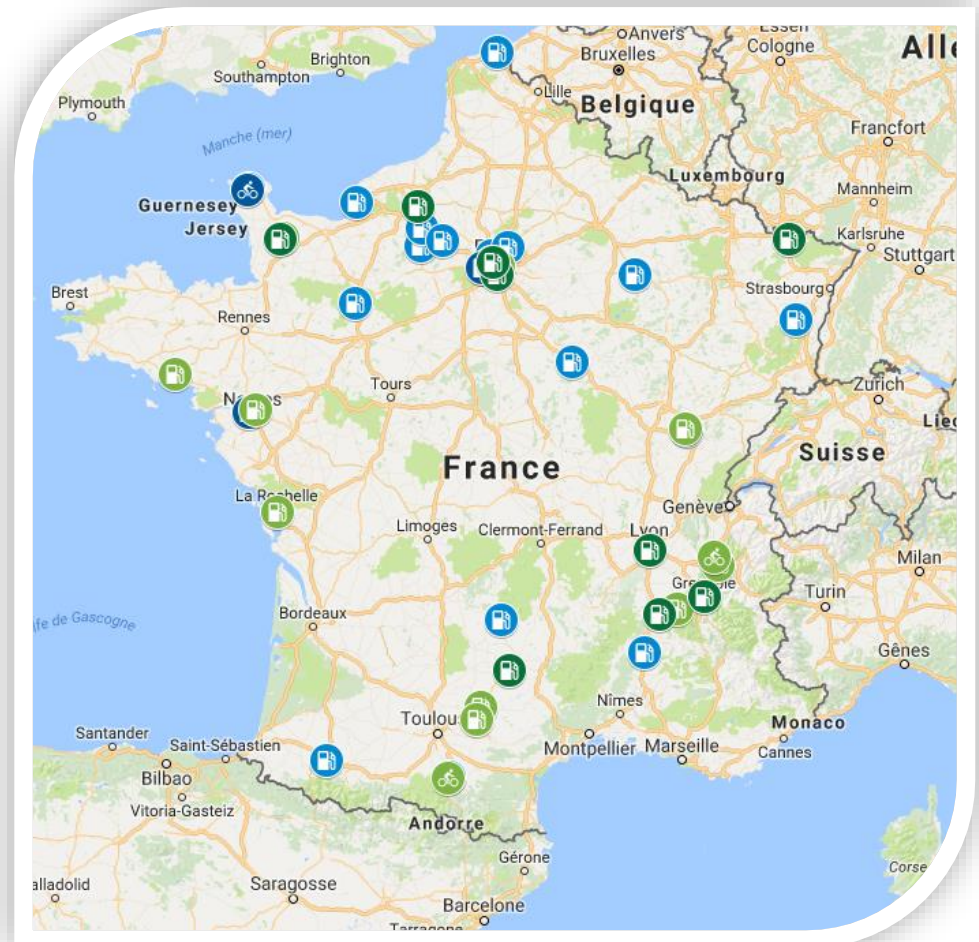 Essen
Anvers
Cologne
Alle
Brighton
Bruxelles
Southampton
Plymouth
Lille
Belgique
Francfort
Manche (mer)
Luxembourg
Mannheim
Guernesey
Jersey
Karlsruhe
Stuttgart
Strasbourg
Brest
Rennes
Tours
Zurich
Liec
Suisse
France
La Rochelle
Genève
Limoges
Clermont-Ferrand
Lyon
Milan
Turin
Bordeaux
fe de Gascogne
Gênes
Nîmes
Toulous
Monaco
Santander
Saint-Sébastien
Montpellier
Marseille
Cannes
Bilbao
Vitoria-Gasteiz
Andorre
Gérone
Corse
alladolid
Saragosse
Barcelone
Tarragone